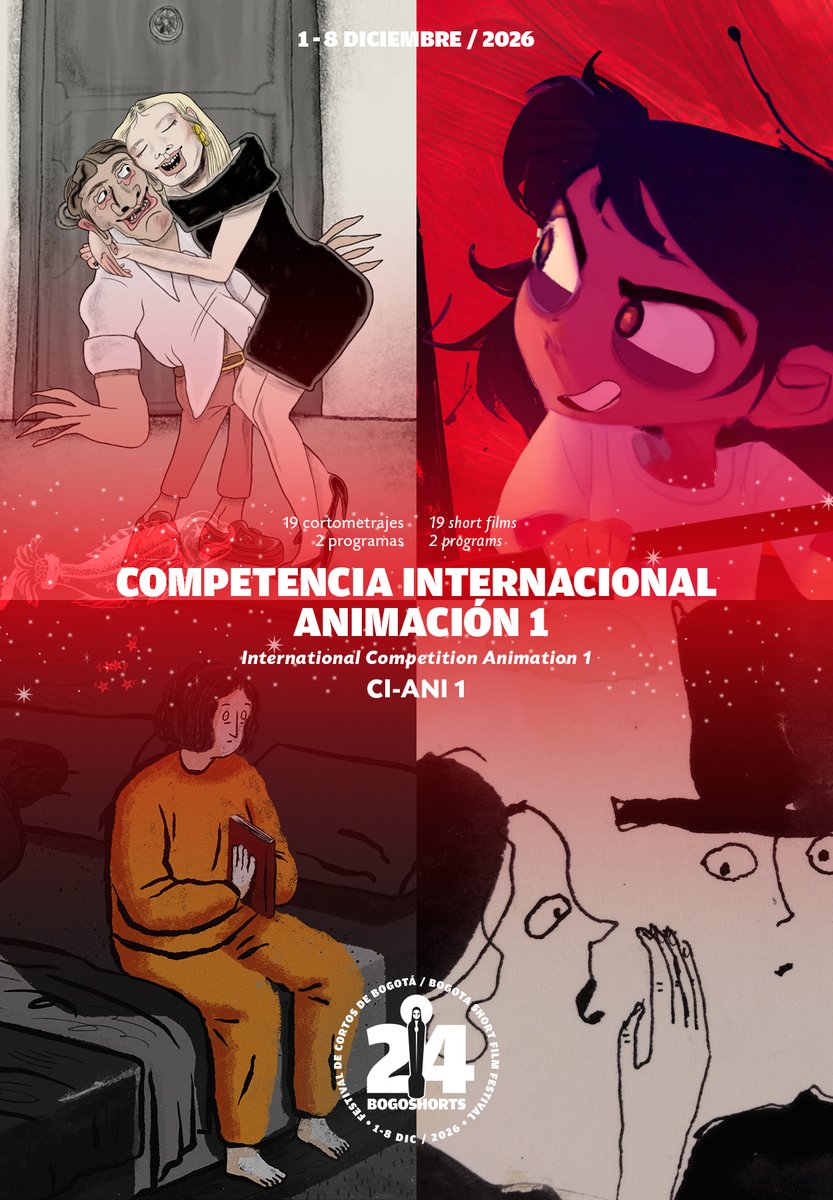 1 - 8 DICIEMBRE / 2026
19 cortometrajes
2 programas
19 short films
2 programs
COMPETENCIA INTERNACIONAL
ANIMACIÓN 1
International Competition Animation 1
CI-ANI 1
FESTIVAL DE CORTOS DE BOGOTÁ / BOGOTA SHORT FILM FESTIVAL
24
BOGOSHORTS
• 1-8 DIC / 2026 •